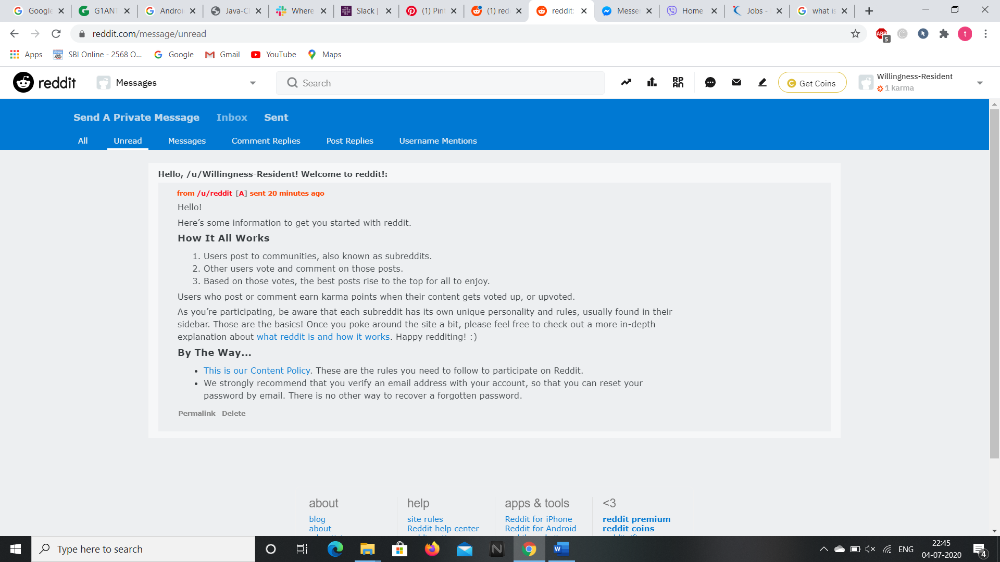 Google
G1ANT
Androi
Java-Cl
Where
Slack |
(1) Pin
(1) red
reddit:
Messe
Home
Jobs -
what is
reddit.com/message/unread
ABP
5
t
Apps
SBI Online - 2568 O...
Google
Gmail
YouTube
Maps
reddit
Messages
Search
Get Coins
Willingness-Resident
1 karma
Send A Private Message
Inbox
Sent
All
Unread
Messages
Comment Replies
Post Replies
Username Mentions
Hello, /u/Willingness-Resident! Welcome to reddit!:
from /u/reddit [A] sent 20 minutes ago
Hello!
Here’s some information to get you started with reddit.
How It All Works
1. Users post to communities, also known as subreddits.
2. Other users vote and comment on those posts.
3. Based on those votes, the best posts rise to the top for all to enjoy.
Users who post or comment earn karma points when their content gets voted up, or upvoted.
As you’re participating, be aware that each subreddit has its own unique personality and rules, usually found in their
sidebar. Those are the basics! Once you poke around the site a bit, please feel free to check out a more in-depth
explanation about what reddit is and how it works. Happy redditing! :)
By The Way...
• This is our Content Policy. These are the rules you need to follow to participate on Reddit.
• We strongly recommend that you verify an email address with your account, so that you can reset your
password by email. There is no other way to recover a forgotten password.
Permalink Delete
about
help
apps & tools
<3
blog
site rules
Reddit for iPhone
reddit premium
about
Reddit help center
Reddit for Android
reddit coins
Type here to search
ENG
22:45
04-07-2020
4